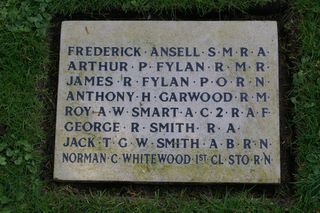 FREDERICK · ANSELL · S · M · R · A
ARTHUR · P · FYLAN · R · M · R
JAMES · R · FYLAN · P · O · R · N
ANTHONY · H · GARWOOD · R · M
ROY · A · W · SMART · A · C · 2 · R · A · F
GEORGE · R · SMITH · R · A
JACK · T · G · W · SMITH · A · B · R · N
NORMAN · C · WHITEWOOD · 1ST · CL · STO · R · N